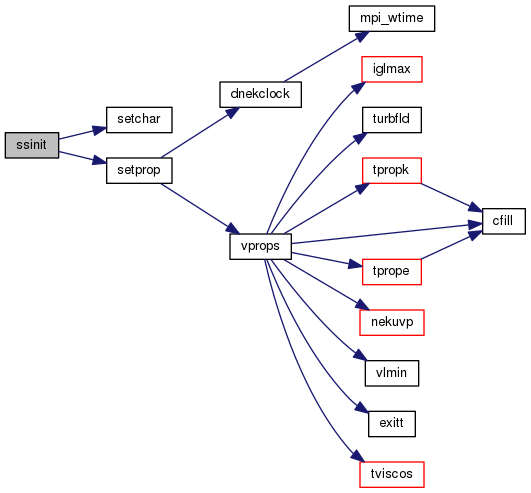 mpi_wtime
iglmax
dnekclock
turbfld
setchar
ssinit
setprop
tpropk
cfill
vprops
tprope
nekuvp
vlmin
exitt
tviscos